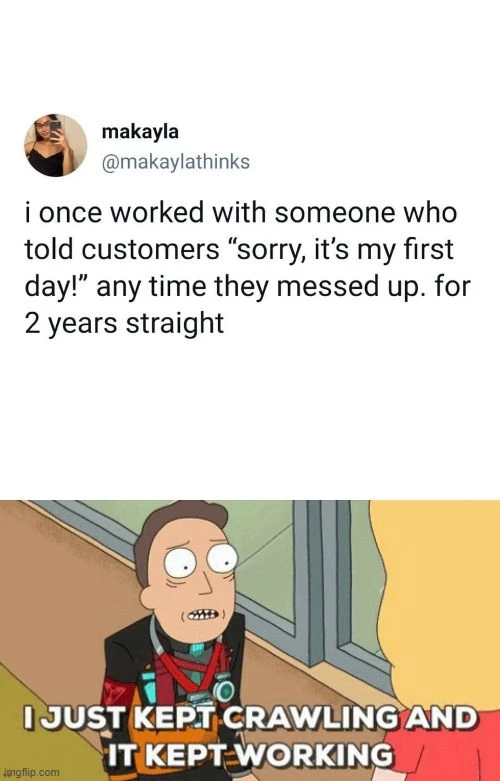 makayla
@makaylathinks
i once worked with someone who
told customers “sorry, it’s my first
day!” any time they messed up. for
2 years straight
I JUST KEPT CRAWLING AND
IT KEPT WORKING
imgflip.com